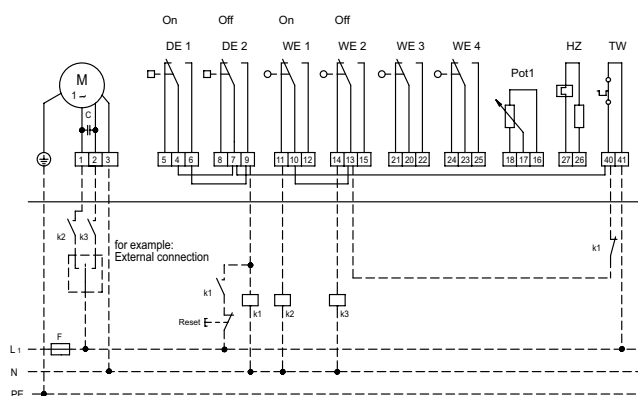 On Off On Off
DE 1 DE 2 WE 1 WE 2 WE 3 WE 4 HZ TW
Pot1
M
1 ~
C
1 2 3 5 4 6 8 7 9 11 10 12 14 13 15 21 20 22 24 23 25 18 17 16 27 26 40 41
k2 k3
for example:
External connection
k1
k1
Reset
k1 k2 k3
F
L1
N
PE